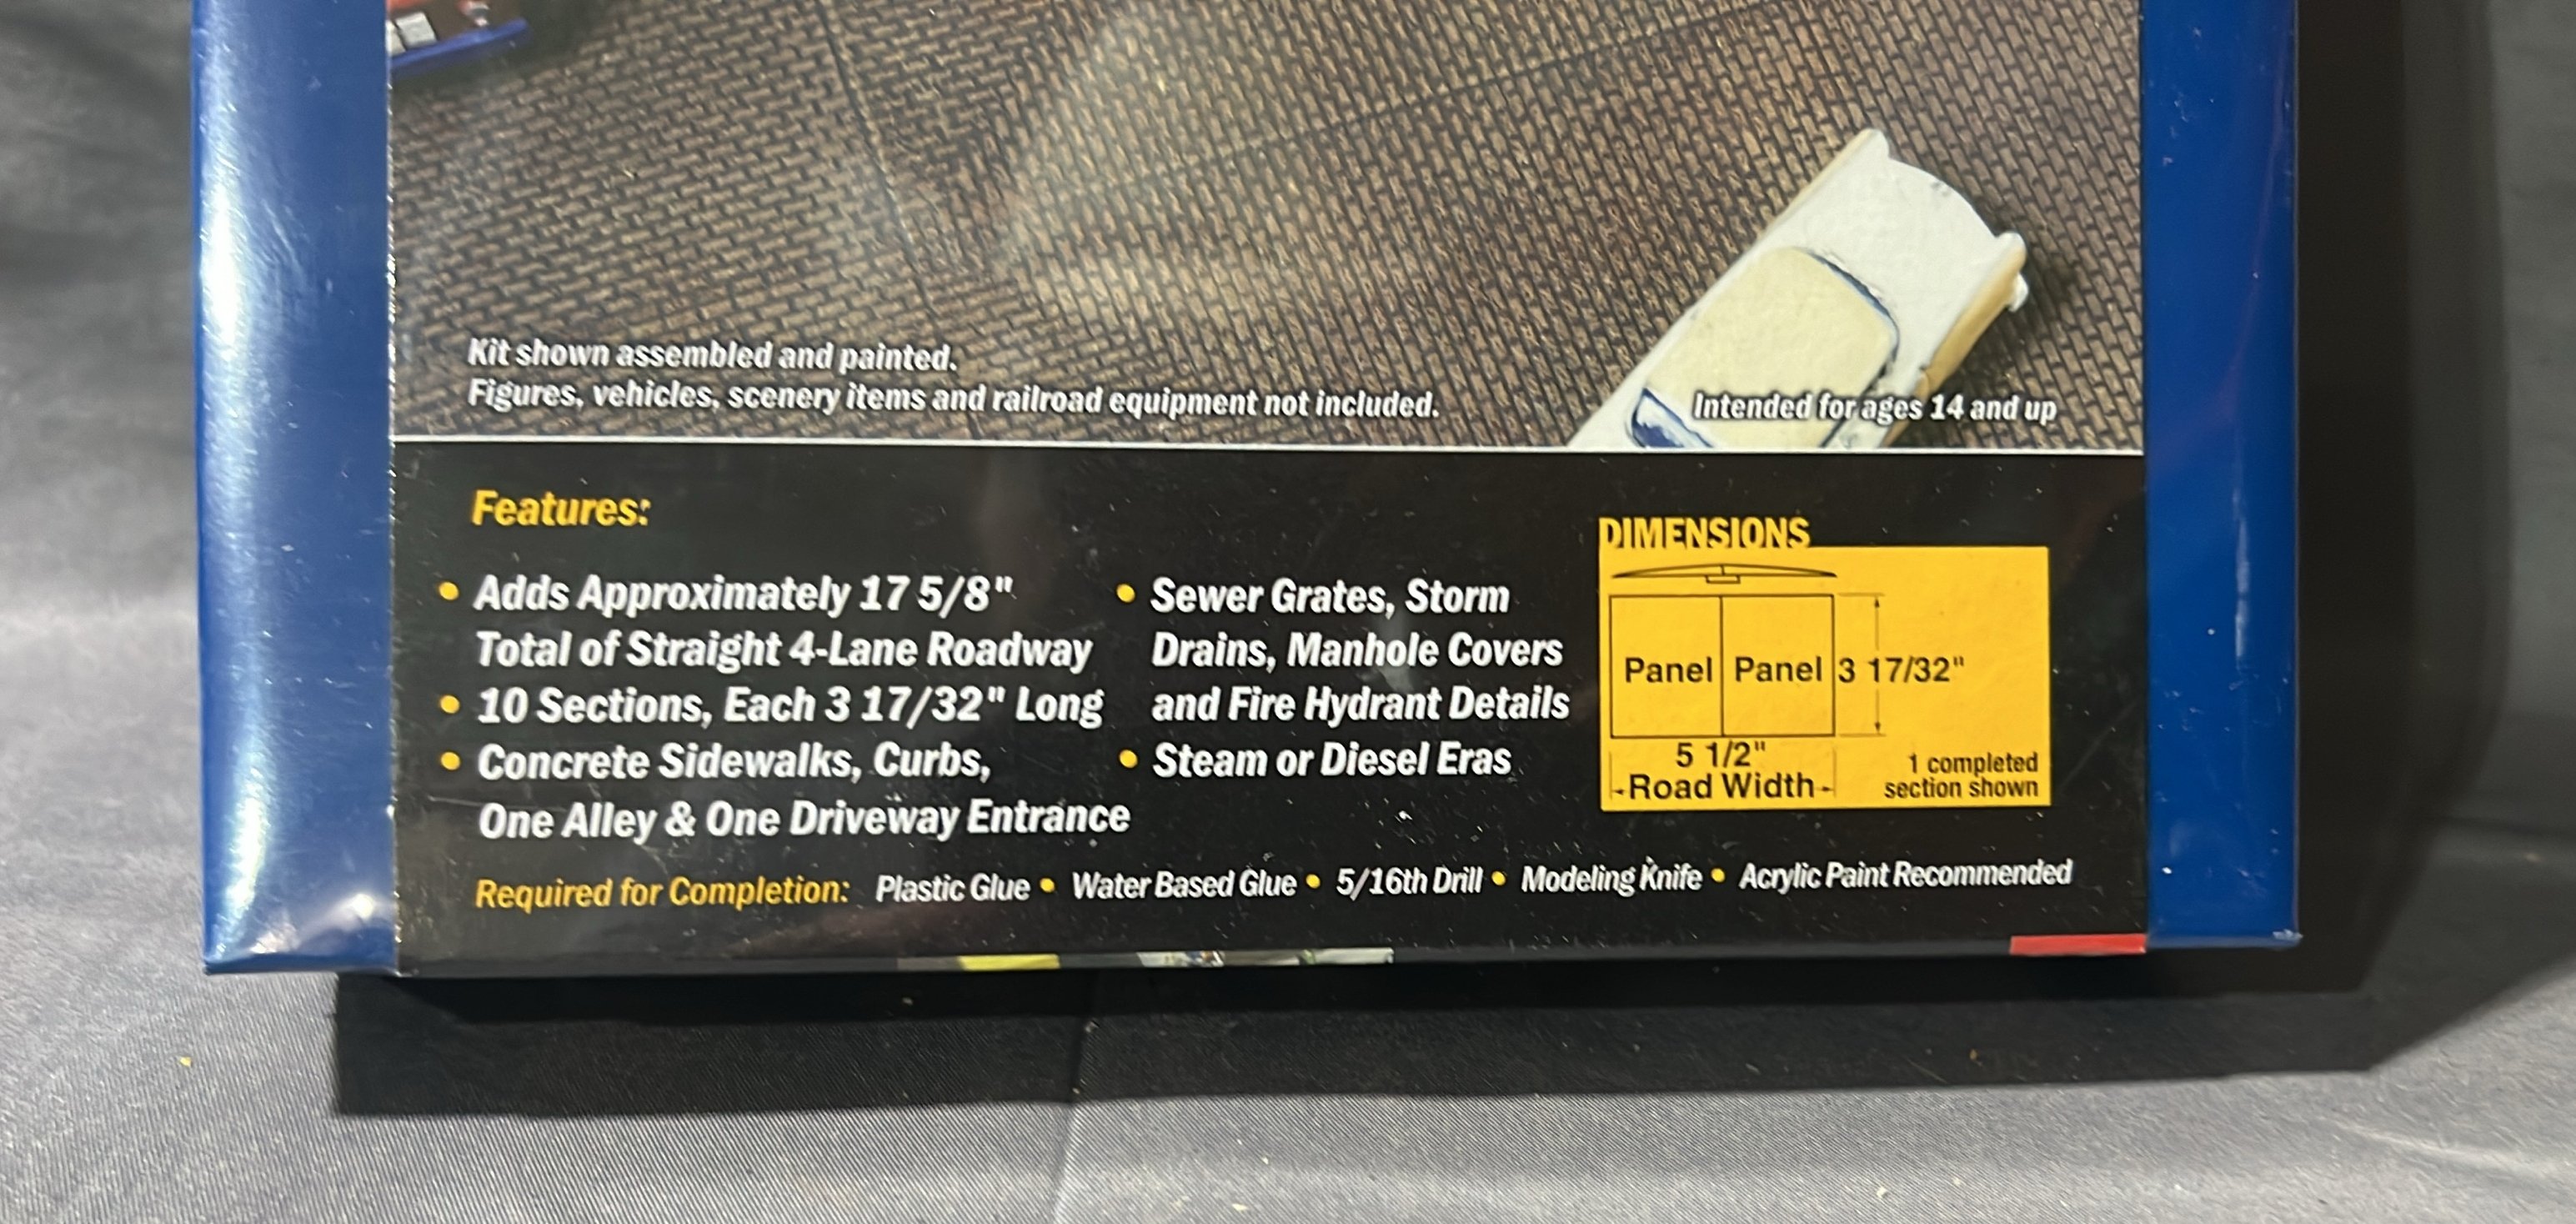 Kit shown assembled and painted.
Figures, vehicles, scenery items and railroad equipment not included.
Intended for ages 14 and up
Features:
• Adds Approximately 17 5/8"
Total of Straight 4-Lane Roadway
• 10 Sections, Each 3 17/32" Long
• Concrete Sidewalks, Curbs,
One Alley & One Driveway Entrance
• Sewer Grates, Storm
Drains, Manhole Covers
and Fire Hydrant Details
• Steam or Diesel Eras
DIMENSIONS
Panel Panel 3 17/32"
5 1/2"
Road Width
1 completed
section shown
Required for Completion: Plastic Glue • Water Based Glue • 5/16th Drill • Modeling Knife • Acrylic Paint Recommended